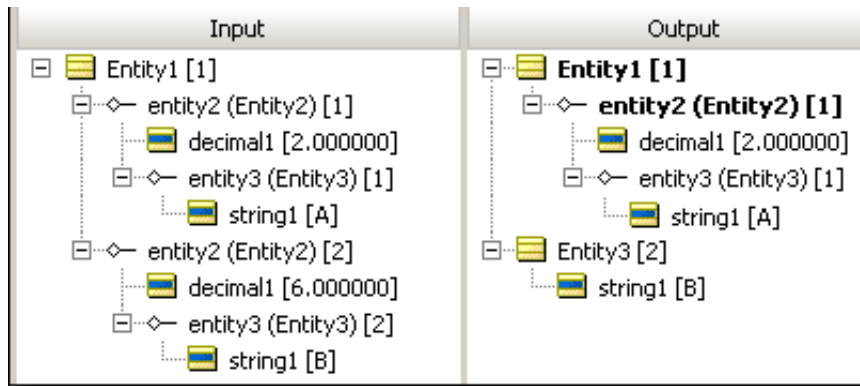 Input
Entity1 [1]
entity2 (Entity2) [1]
decimal1 [2.000000]
entity3 (Entity3) [1]
string1 [A]
entity2 (Entity2) [2]
decimal1 [6.000000]
entity3 (Entity3) [2]
string1 [B]
Output
Entity1 [1]
entity2 (Entity2) [1]
decimal1 [2.000000]
entity3 (Entity3) [1]
string1 [A]
Entity3 [2]
string1 [B]